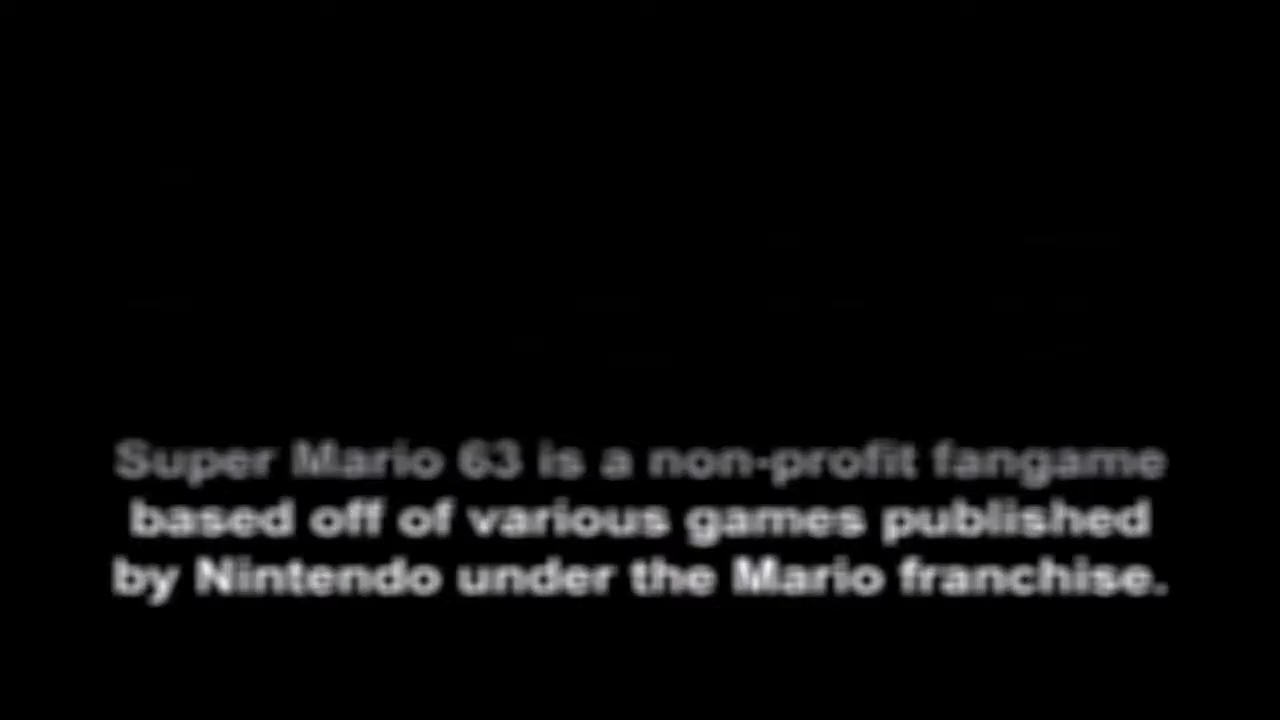 Super Mario 63 is a non-profit fangame
based off of various games published
by Nintendo under the Mario franchise.